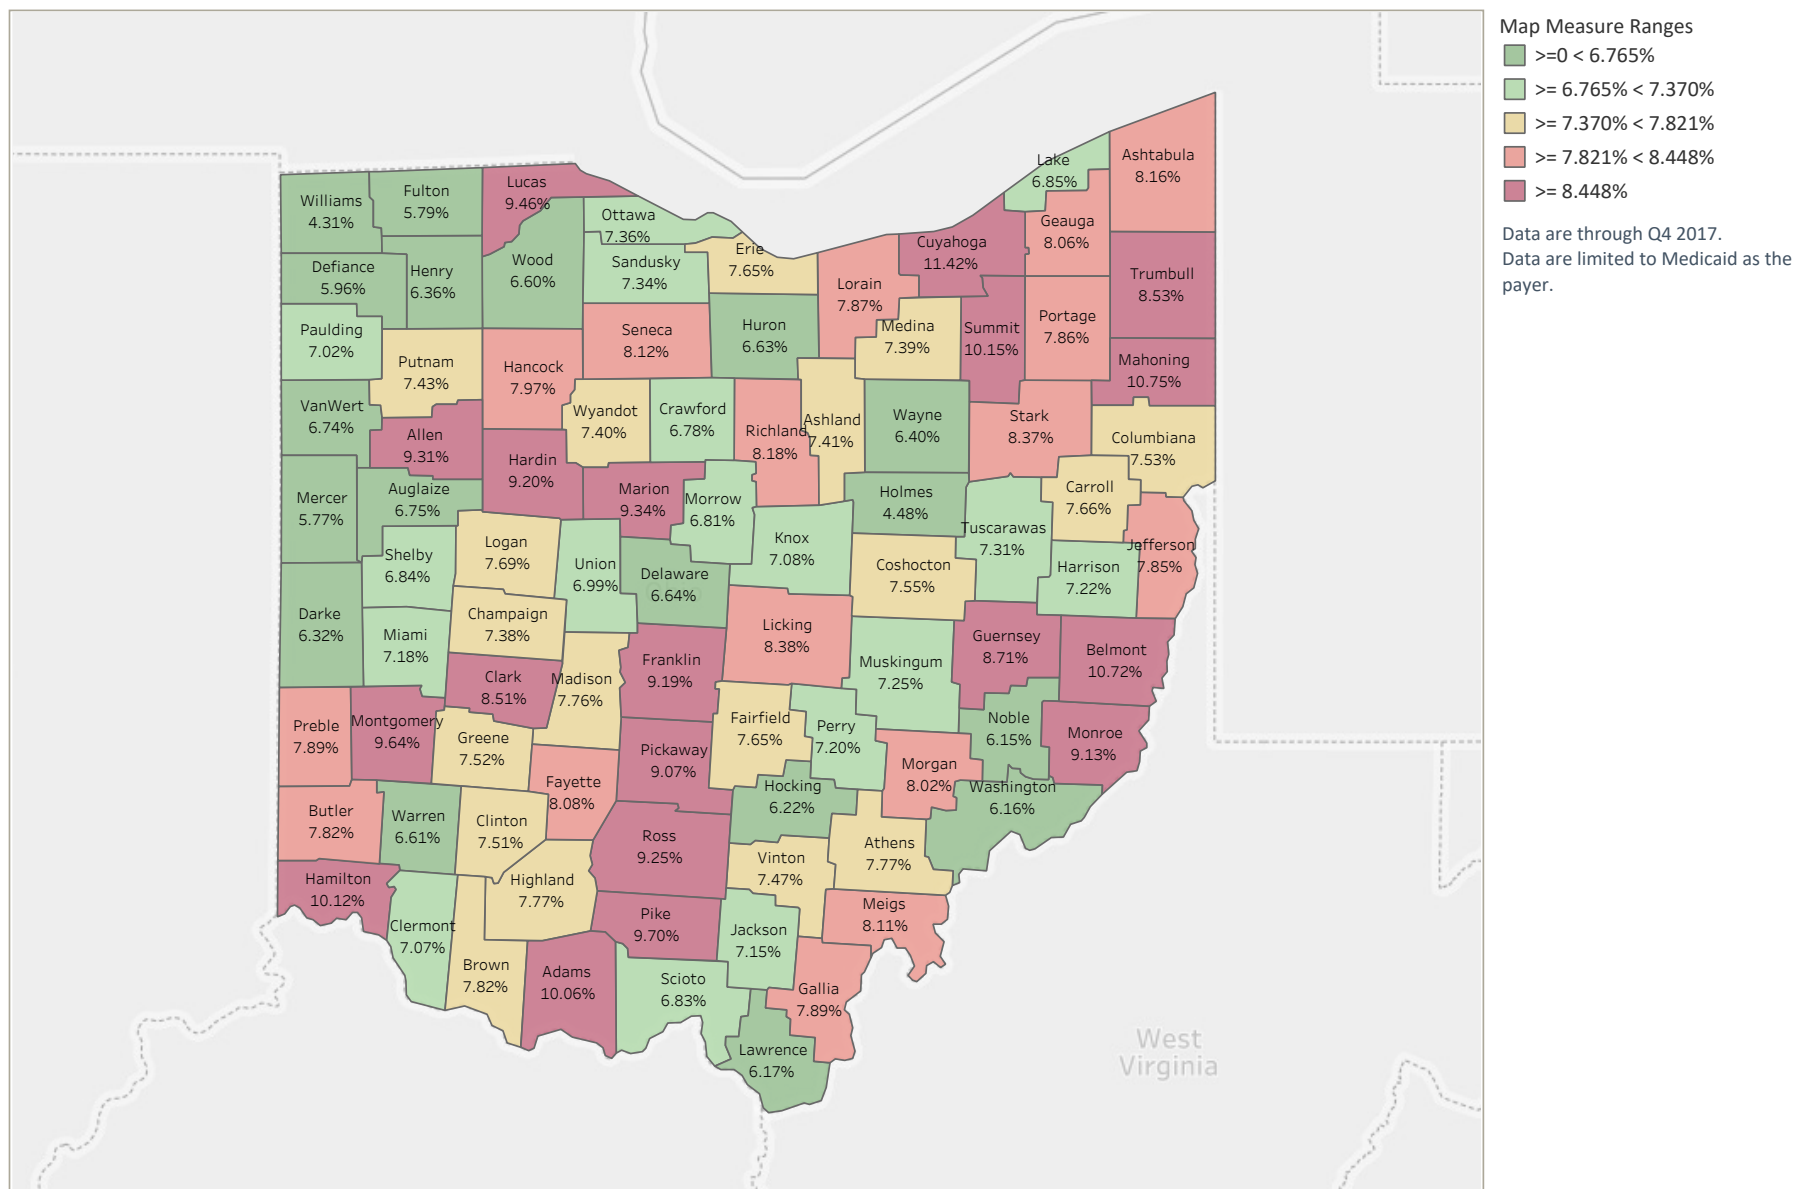 Map Measure Ranges
>=0 < 6.765%
>= 6.765% < 7.370%
>= 7.370% < 7.821%
>= 7.821% < 8.448%
>= 8.448%
Data are through Q4 2017.
Data are limited to Medicaid as the
payer.
Williams
4.31%
Fulton
5.79%
Lucas
9.46%
Ottawa
7.36%
Erie
7.65%
Lake
6.85%
Ashtabula
8.16%
Geauga
8.06%
Cuyahoga
11.42%
Defiance
5.96%
Henry
6.36%
Wood
6.60%
Sandusky
7.34%
Lorain
7.87%
Trumbull
8.53%
Paulding
7.02%
Putnam
7.43%
Hancock
7.97%
Seneca
8.12%
Huron
6.63%
Medina
7.39%
Summit
10.15%
Portage
7.86%
Mahoning
10.75%
VanWert
6.74%
Allen
9.31%
Wyandot
7.40%
Crawford
6.78%
Richland
8.18%
Ashland
7.41%
Wayne
6.40%
Stark
8.37%
Columbiana
7.53%
Hardin
9.20%
Mercer
5.77%
Auglaize
6.75%
Marion
9.34%
Morrow
6.81%
Holmes
4.48%
Carroll
7.66%
Tuscarawas
7.31%
Jefferson
7.85%
Shelby
6.84%
Logan
7.69%
Union
6.99%
Delaware
6.64%
Knox
7.08%
Coshocton
7.55%
Harrison
7.22%
Darke
6.32%
Miami
7.18%
Champaign
7.38%
Licking
8.38%
Muskingum
7.25%
Guernsey
8.71%
Belmont
10.72%
Clark
8.51%
Madison
7.76%
Franklin
9.19%
Preble
7.89%
Montgomery
9.64%
Greene
7.52%
Fairfield
7.65%
Perry
7.20%
Noble
6.15%
Monroe
9.13%
Pickaway
9.07%
Fayette
8.08%
Morgan
8.02%
Hocking
6.22%
Washington
6.16%
Butler
7.82%
Warren
6.61%
Clinton
7.51%
Ross
9.25%
Athens
7.77%
Vinton
7.47%
Hamilton
10.12%
Highland
7.77%
Clermont
7.07%
Pike
9.70%
Jackson
7.15%
Meigs
8.11%
Brown
7.82%
Adams
10.06%
Scioto
6.83%
Gallia
7.89%
Lawrence
6.17%
West
Virginia